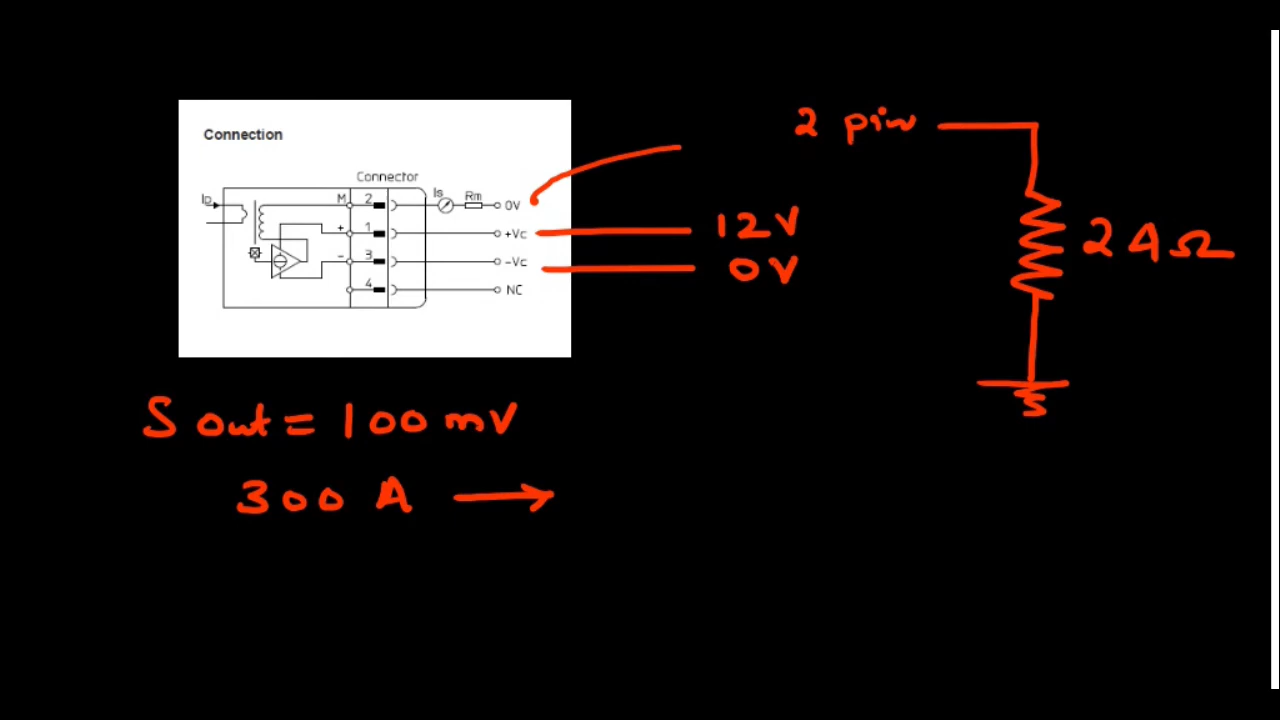 Connection
Connector
IP
M 2 Is Rm 0V
+ 1 +Vc
- 3 -Vc
4 NC
2 pin
12V
0V
24Ω
S out = 100 mV
300 A →